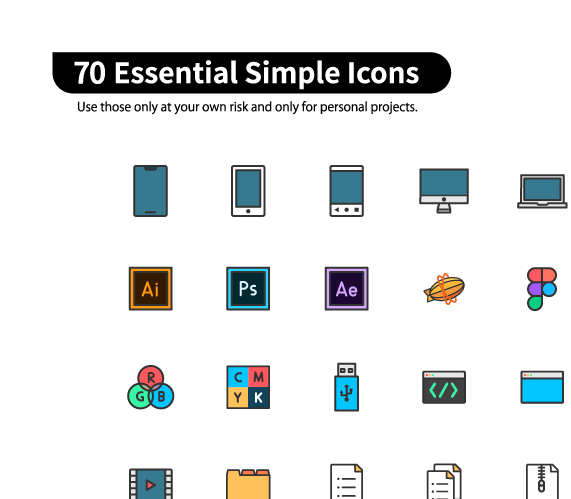 70 Essential Simple Icons
Use those only at your own risk and only for personal projects.
Ai Ps Ae
R
G B
C M
Y K